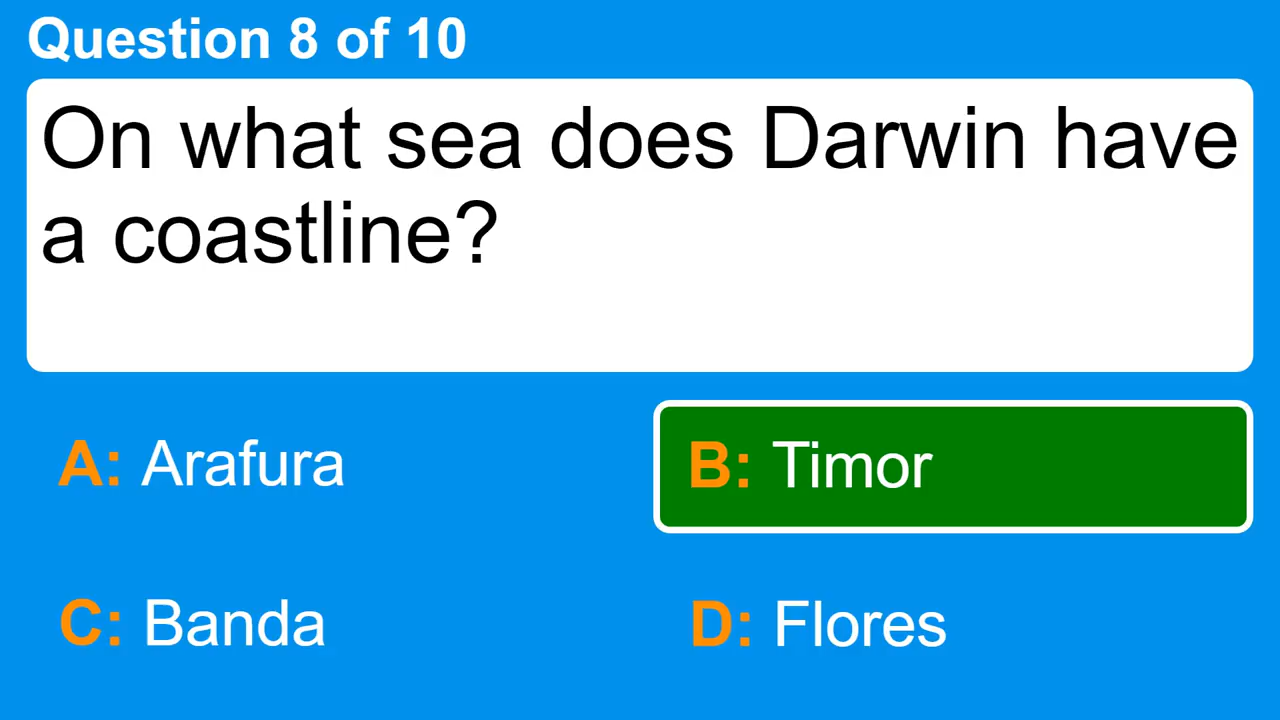 Question 8 of 10
On what sea does Darwin have
a coastline?
A: Arafura
B: Timor
C: Banda
D: Flores